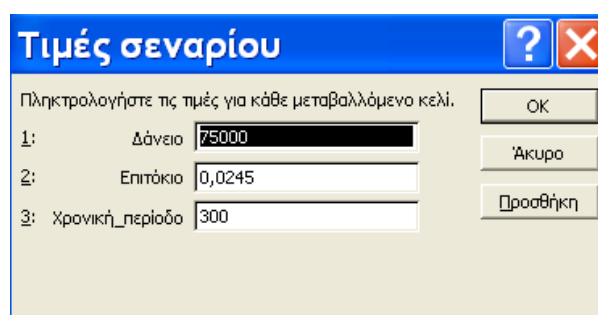 Τιμές σεναρίου
Πληκτρολογήστε τις τιμές για κάθε μεταβαλλόμενο κελί.
1: Δάνειο 75000
2: Επιτόκιο 0,0245
3: Χρονική_περίοδο 300
OK
Άκυρο
Προσθήκη